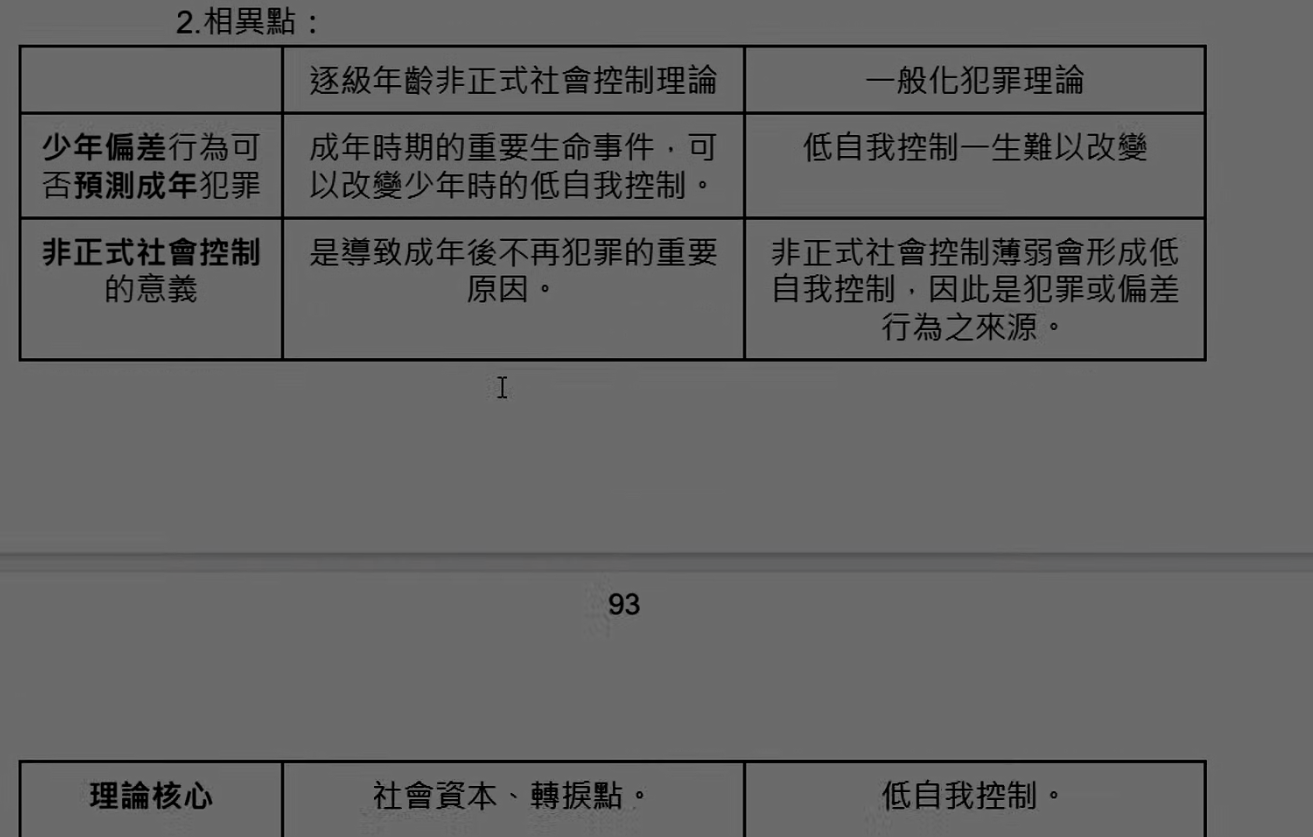 2.相異點：
逐級年齡非正式社會控制理論
一般化犯罪理論
少年偏差行為可
否預測成年犯罪
成年時期的重要生命事件，可
以改變少年時的低自我控制。
低自我控制一生難以改變
非正式社會控制
的意義
是導致成年後不再犯罪的重要
原因。
非正式社會控制薄弱會形成低
自我控制，因此是犯罪或偏差
行為之來源。
93
理論核心
社會資本、轉捩點。
低自我控制。